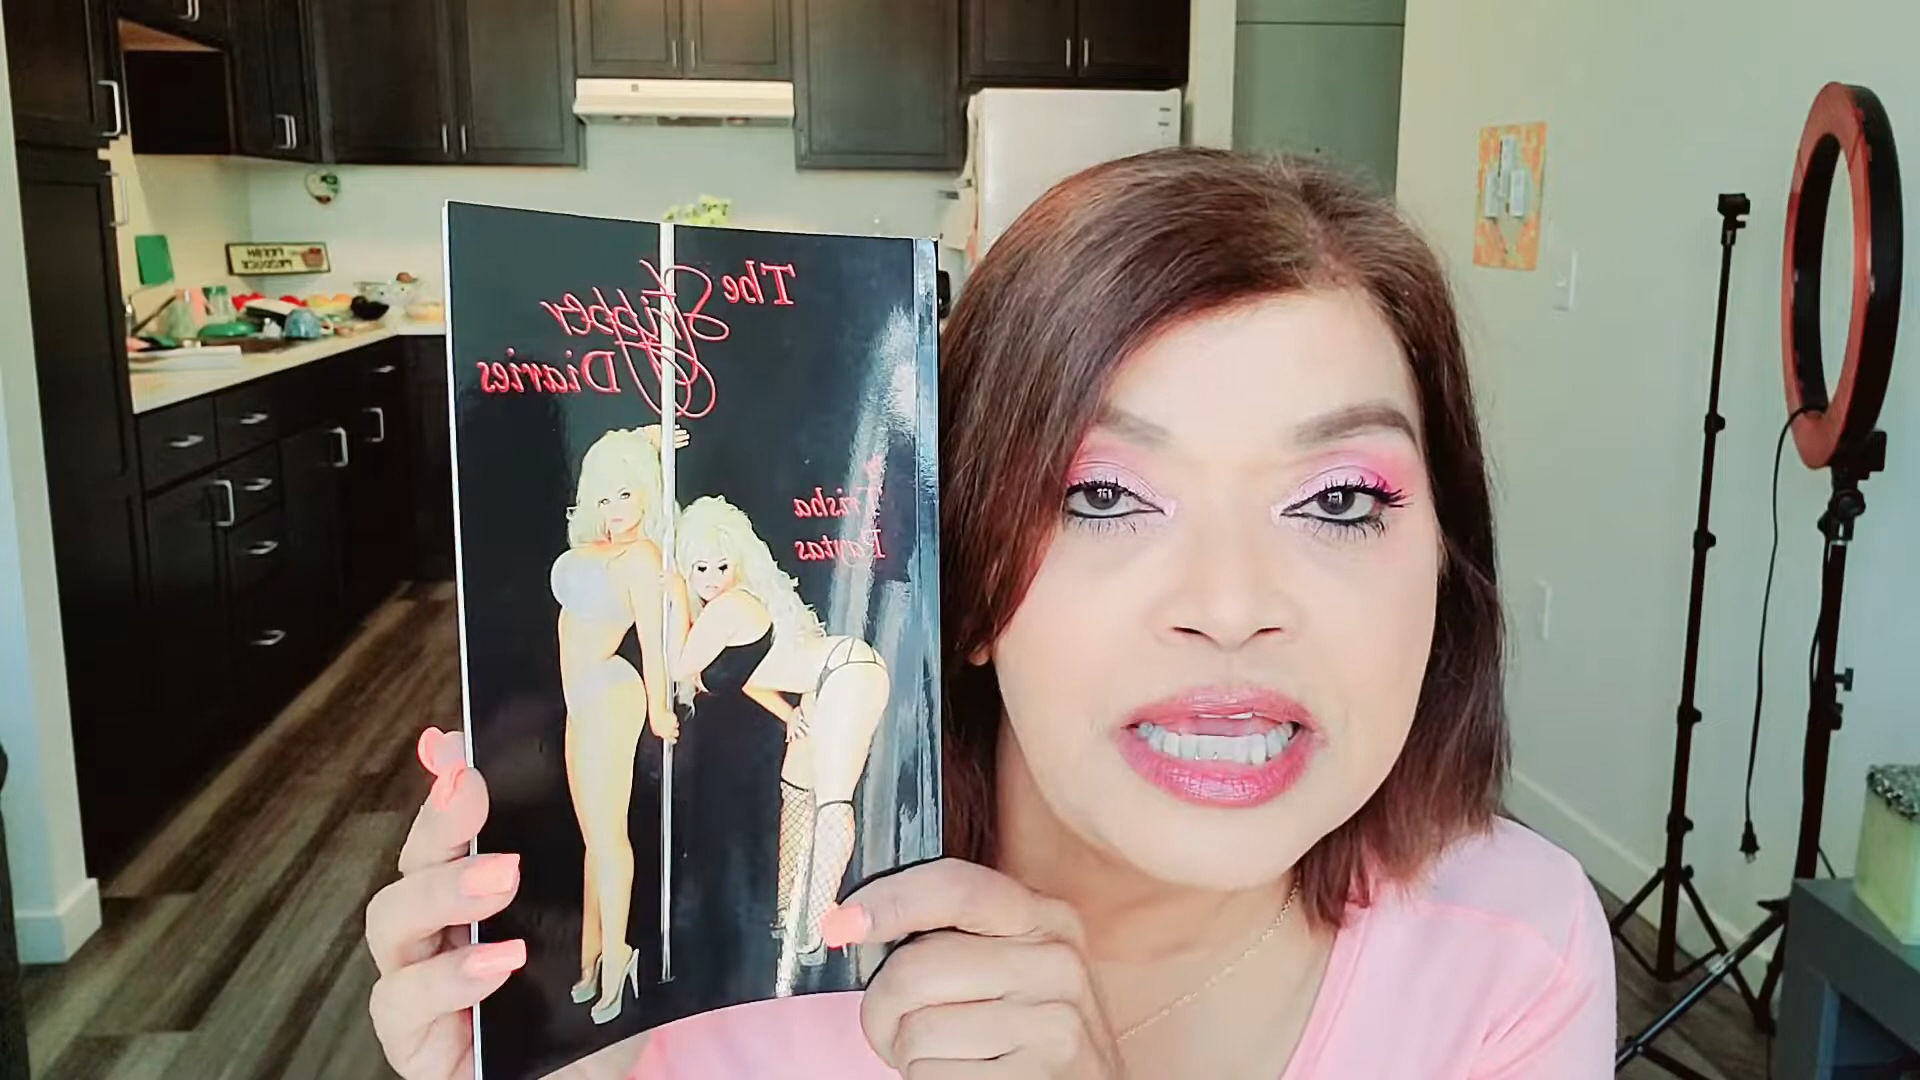 The
Stripper
Diaries
Trisha
Paytas
FRESH
PRODUCE